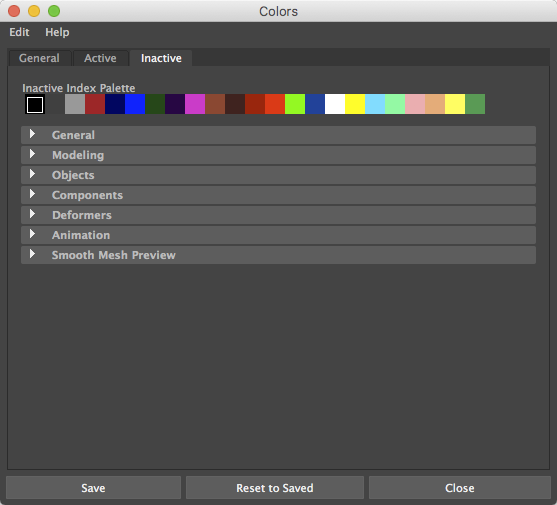 Colors
Edit Help
General Active Inactive
Inactive Index Palette
General
Modeling
Objects
Components
Deformers
Animation
Smooth Mesh Preview
Save Reset to Saved Close